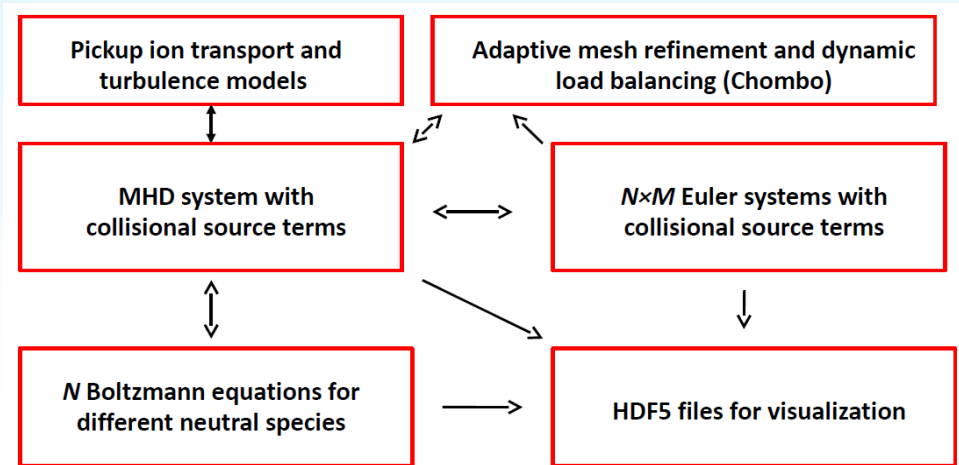 Pickup ion transport and
turbulence models
Adaptive mesh refinement and dynamic
load balancing (Chombo)
MHD system with
collisional source terms
N×M Euler systems with
collisional source terms
N Boltzmann equations for
different neutral species
HDF5 files for visualization